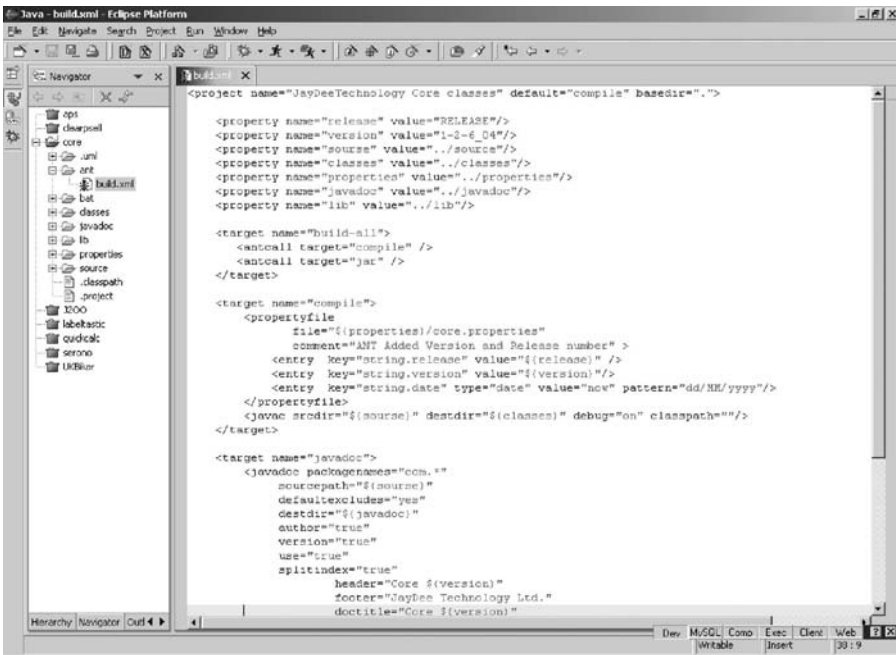 Java - build.xml - Eclipse Platform
File Edit Navigate Search Project Run Window Help
Navigator
build.xml
aps
clearpsell
core
.uml
ant
build.xml
bat
classes
javadoc
lib
properties
source
.classpath
.project
J2OO
labeltastic
quidicalc
serono
UKBiker
Hierarchy Navigator Outl
<project name="JayDeeTechnology Core classes" default="compile" basedir=".">
<property name="release" value="RELEASE"/>
<property name="version" value="1-2-6_04"/>
<property name="sourse" value="../source"/>
<property name="classes" value="../classes"/>
<property name="properties" value="../properties"/>
<property name="javadoc" value="../javadoc"/>
<property name="lib" value="../lib"/>
<target name="build-all">
<antcall target="compile" />
<antcall target="jar" />
</target>
<target name="compile">
<propertyfile
file="${properties}/core.properties"
comment="ANT Added Version and Release number" >
<entry key="string.release" value="${release}" />
<entry key="string.version" value="${version}"/>
<entry key="string.date" type="date" value="now" pattern="dd/MM/yyyy"/>
</propertyfile>
<javac srcdir="${sourse}" destdir="${classes}" debug="on" classpath=""/>
</target>
<target name="javadoc">
<javadoc packagenames="com.*"
sourcepath="${sourse}"
defaultexcludes="yes"
destdir="${javadoc}"
author="true"
version="true"
use="true"
splitindex="true"
header="Core ${version}"
footer="JayDee Technology Ltd."
doctitle="Core ${version}"
Dev MySQL Comp Exec Client Web
Writable Insert 38 : 9